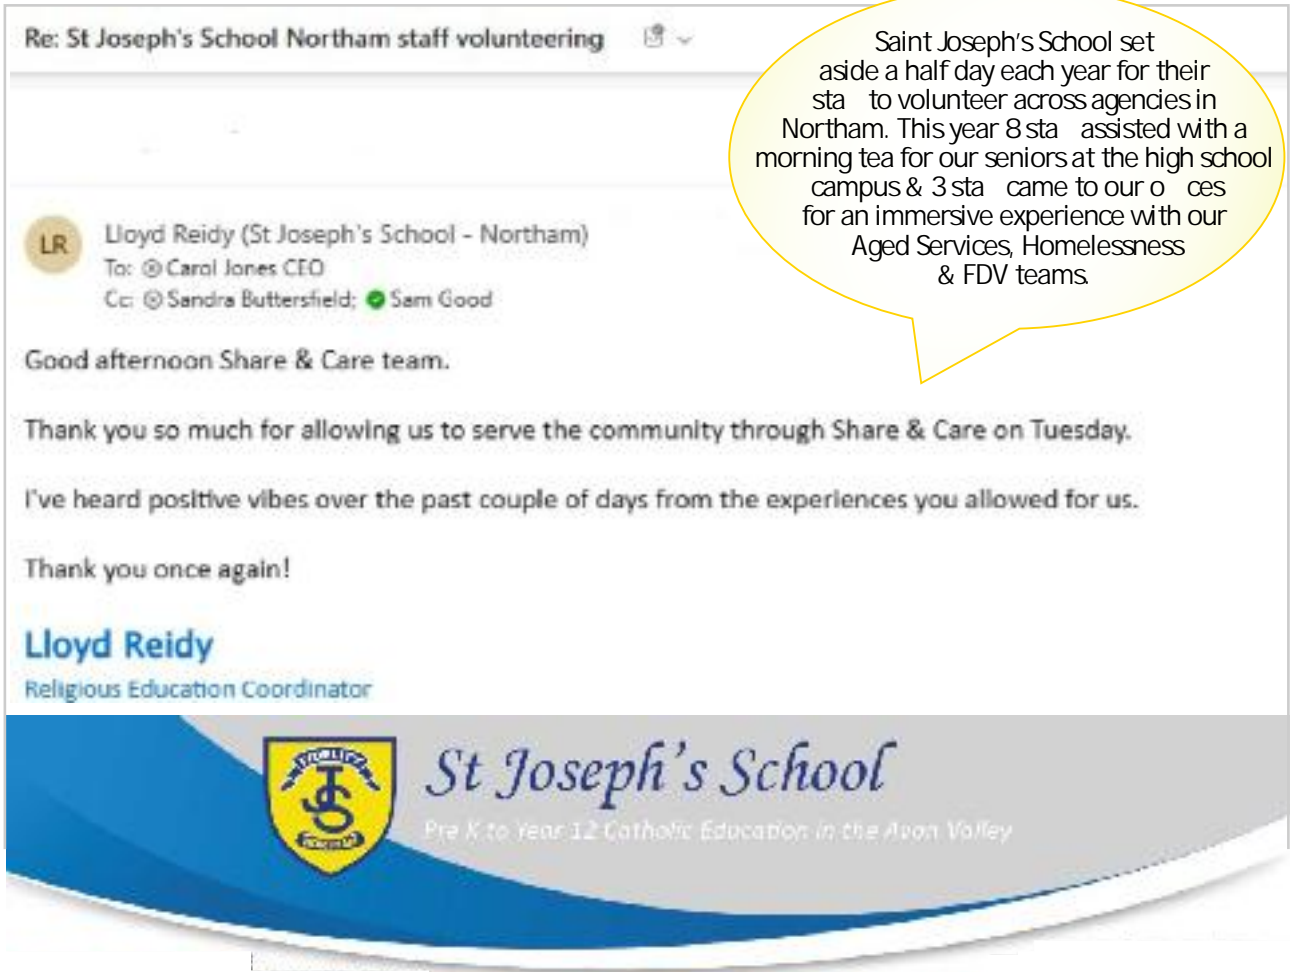 Re: St Joseph's School Northam staff volunteering
Saint Joseph's School set
aside a half day each year for their
sta to volunteer across agencies in
Northam. This year 8 sta assisted with a
morning tea for our seniors at the high school
campus & 3 sta came to our o ces
for an immersive experience with our
Aged Services, Homelessness
& FDV teams.
LR
Lloyd Reidy (St Joseph's School - Northam)
To: Carol Jones CEO
Cc: Sandra Buttersfield; Sam Good
Good afternoon Share & Care team.
Thank you so much for allowing us to serve the community through Share & Care on Tuesday.
I've heard positive vibes over the past couple of days from the experiences you allowed for us.
Thank you once again!
Lloyd Reidy
Religious Education Coordinator
JSS
St Joseph's School
Pre K to Year 12 Catholic Education in the Avon Valley